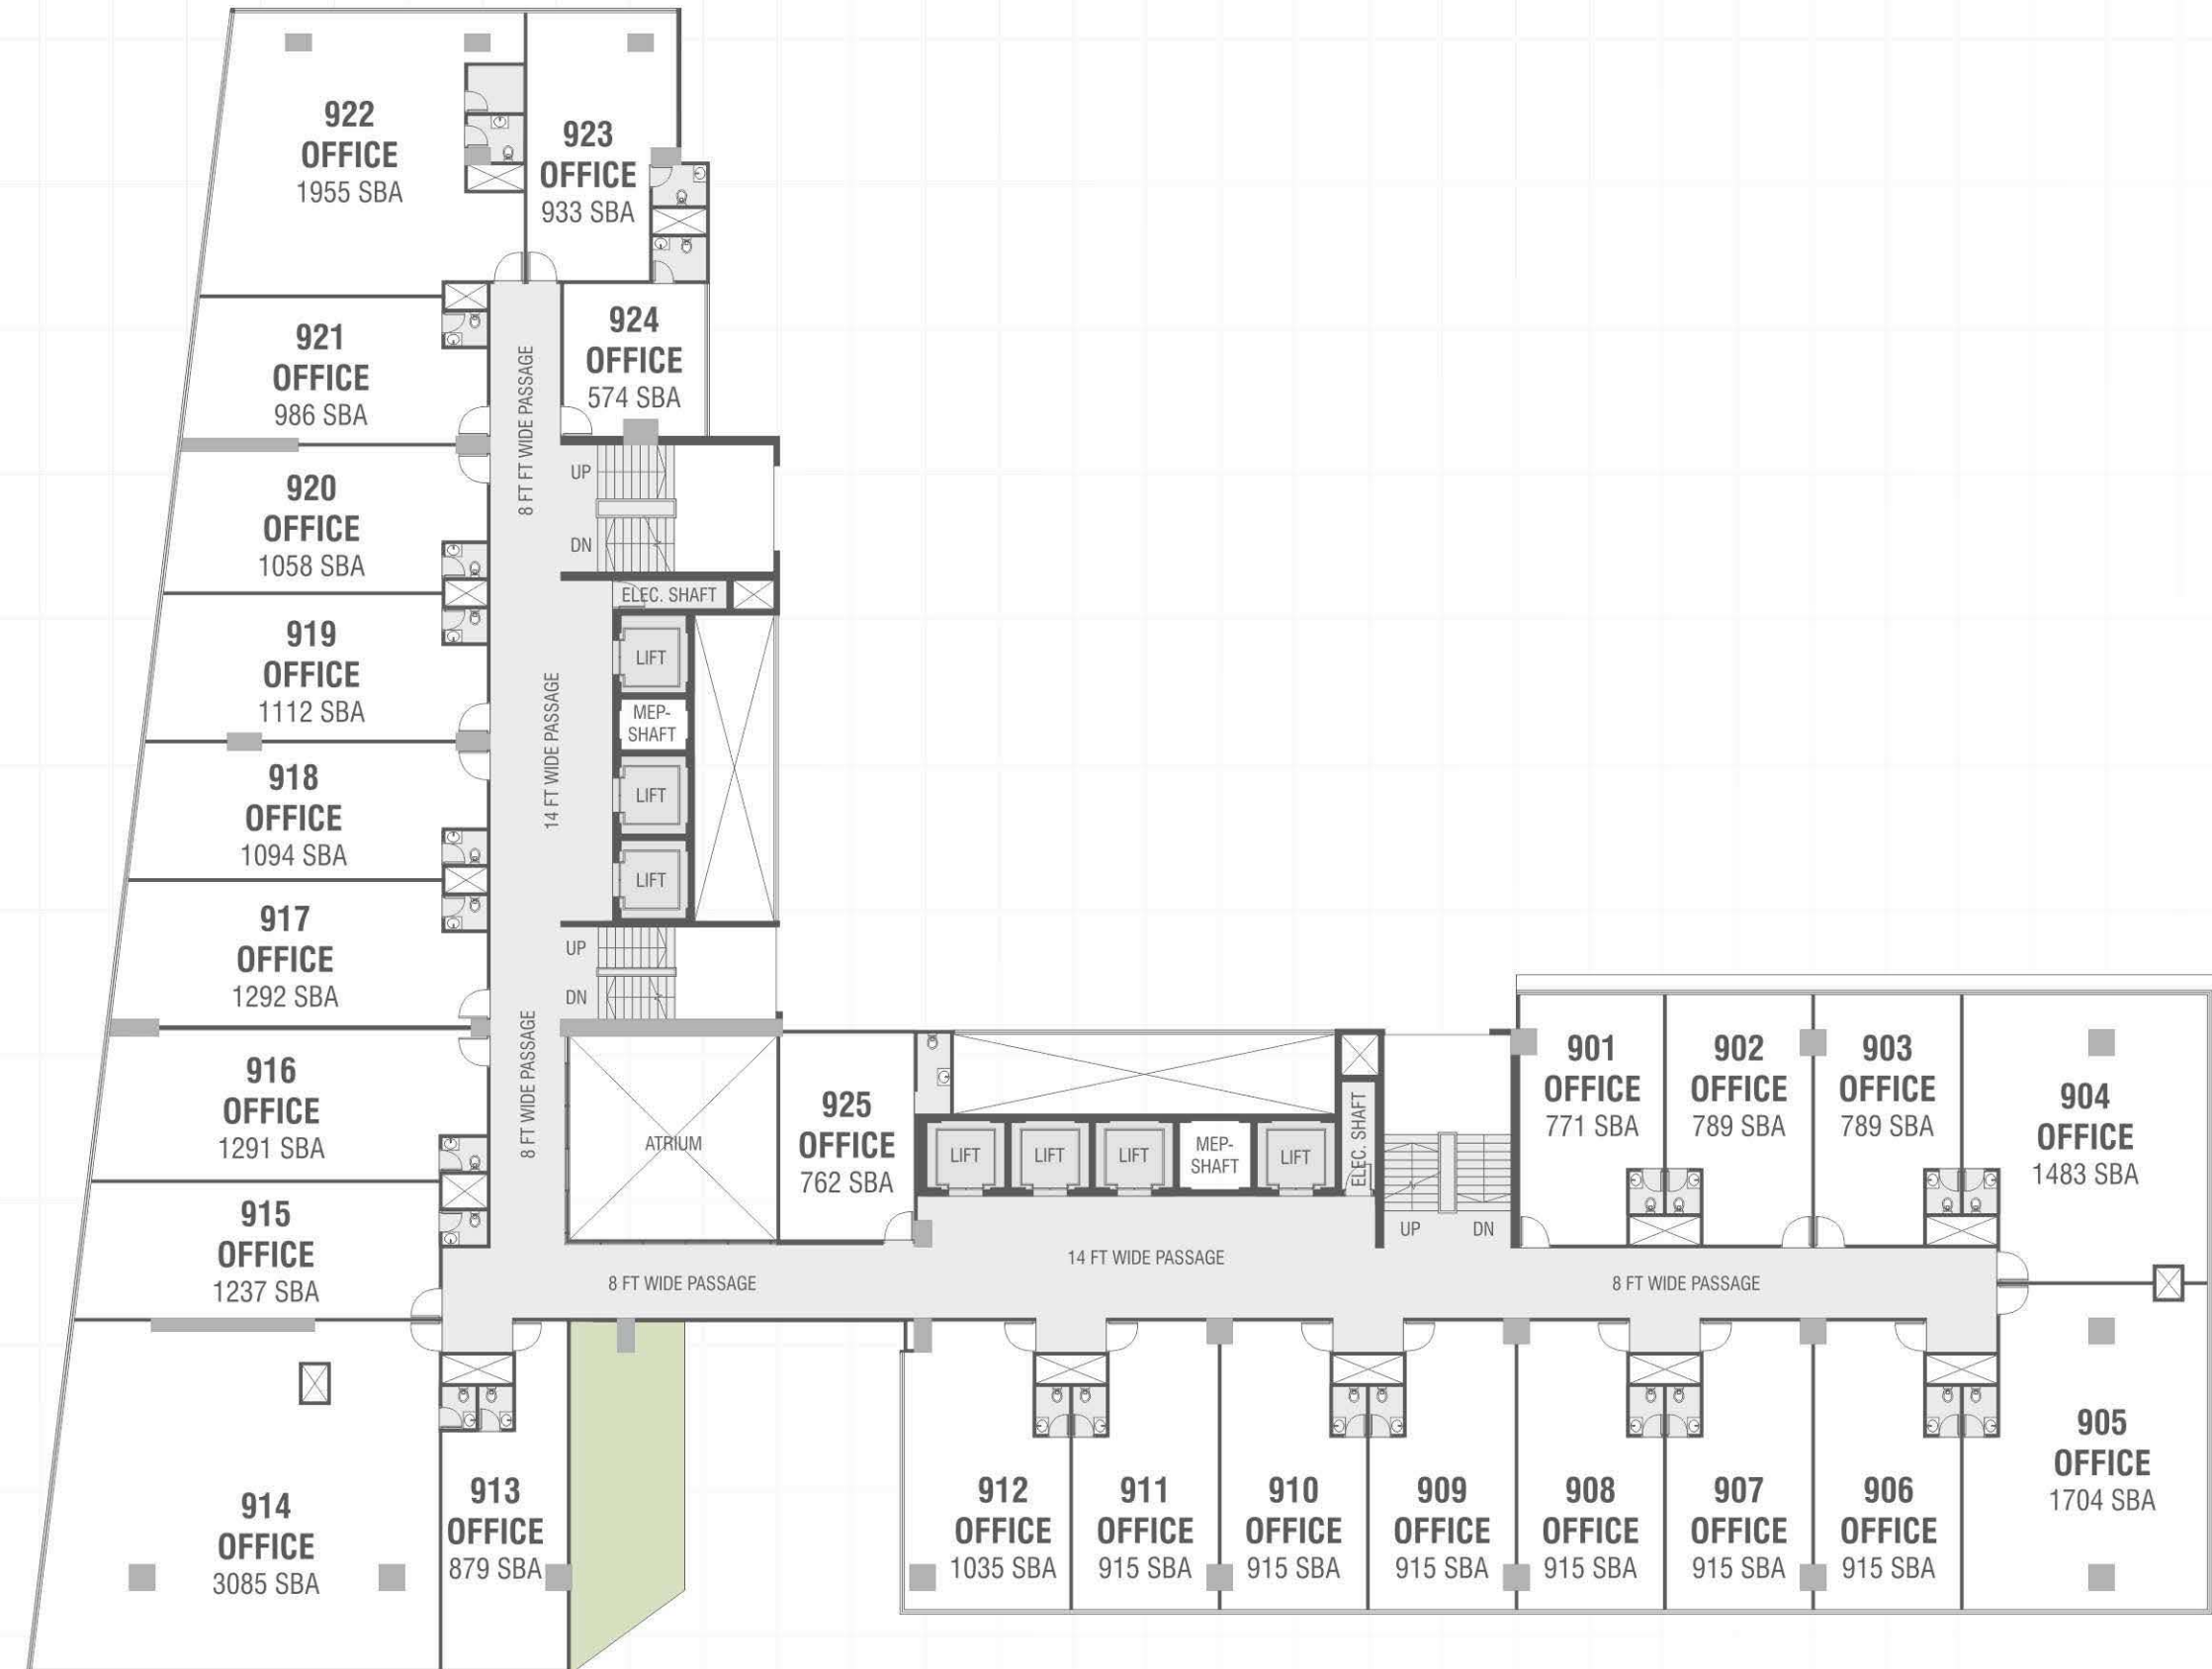 922
OFFICE
1955 SBA
923
OFFICE
933 SBA
921
OFFICE
986 SBA
924
OFFICE
574 SBA
8 FT FT WIDE PASSAGE
920
OFFICE
1058 SBA
UP
DN
ELEC. SHAFT
919
OFFICE
1112 SBA
LIFT
MEP-
SHAFT
LIFT
LIFT
14 FT WIDE PASSAGE
918
OFFICE
1094 SBA
917
OFFICE
1292 SBA
UP
DN
8 FT WIDE PASSAGE
916
OFFICE
1291 SBA
ATRIUM
925
OFFICE
762 SBA
LIFT
LIFT
LIFT
MEP-
SHAFT
LIFT
ELEC. SHAFT
UP
DN
901
OFFICE
771 SBA
902
OFFICE
789 SBA
903
OFFICE
789 SBA
904
OFFICE
1483 SBA
915
OFFICE
1237 SBA
8 FT WIDE PASSAGE
14 FT WIDE PASSAGE
8 FT WIDE PASSAGE
914
OFFICE
3085 SBA
913
OFFICE
879 SBA
912
OFFICE
1035 SBA
911
OFFICE
915 SBA
910
OFFICE
915 SBA
909
OFFICE
915 SBA
908
OFFICE
915 SBA
907
OFFICE
915 SBA
906
OFFICE
915 SBA
905
OFFICE
1704 SBA